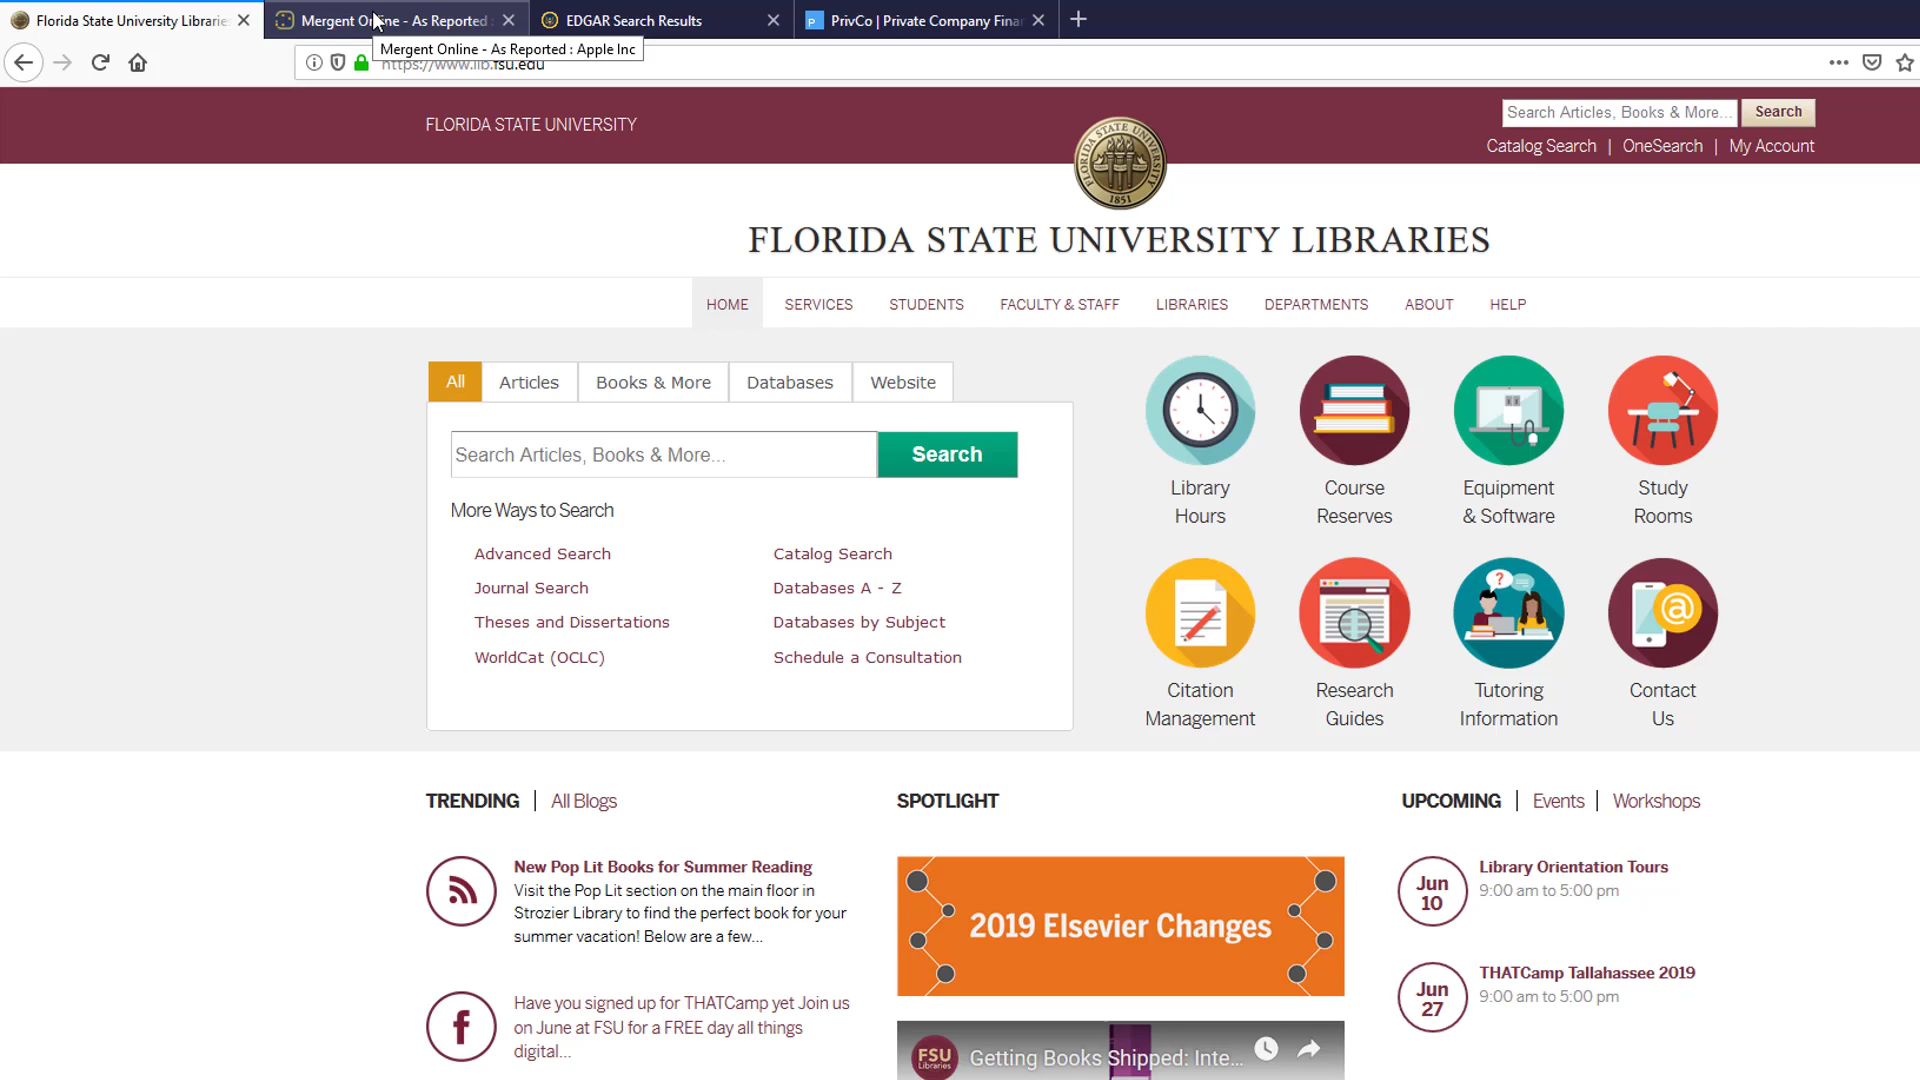 Florida State University Librarie
Mergent Online - As Reported :
EDGAR Search Results
PrivCo | Private Company Fina
Mergent Online - As Reported : Apple Inc
https://www.lib.fsu.edu
FLORIDA STATE UNIVERSITY
Search Articles, Books & More...
Search
Catalog Search | OneSearch | My Account
FLORIDA STATE UNIVERSITY
1851
FLORIDA STATE UNIVERSITY LIBRARIES
HOME SERVICES STUDENTS FACULTY & STAFF LIBRARIES DEPARTMENTS ABOUT HELP
All Articles Books & More Databases Website
Search Articles, Books & More...
Search
More Ways to Search
Advanced Search
Catalog Search
Journal Search
Databases A - Z
Theses and Dissertations
Databases by Subject
WorldCat (OCLC)
Schedule a Consultation
Library
Hours
Course
Reserves
Equipment
& Software
Study
Rooms
Citation
Management
Research
Guides
Tutoring
Information
Contact
Us
TRENDING | All Blogs
New Pop Lit Books for Summer Reading
Visit the Pop Lit section on the main floor in
Strozier Library to find the perfect book for your
summer vacation! Below are a few...
Have you signed up for THATCamp yet Join us
on June at FSU for a FREE day all things
digital...
SPOTLIGHT
2019 Elsevier Changes
FSU
Libraries
Getting Books Shipped: Inte...
UPCOMING | Events | Workshops
Jun
10
Library Orientation Tours
9:00 am to 5:00 pm
Jun
27
THATCamp Tallahassee 2019
9:00 am to 5:00 pm